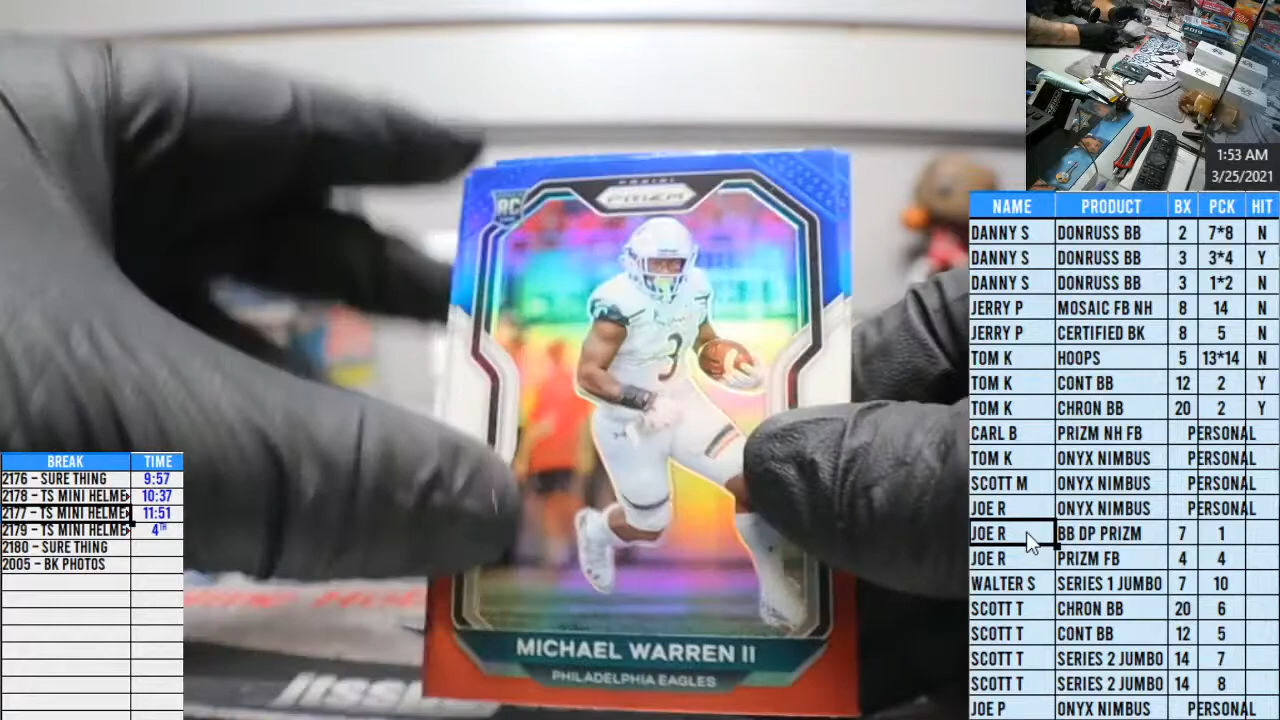 1:53 AM
3/25/2021
RC
PANINI
PRIZM
3
MICHAEL WARREN II
PHILADELPHIA EAGLES
BREAK TIME
2176 – SURE THING 9:57
2178 – TS MINI HELME 10:37
2177 – TS MINI HELME 11:51
2179 – TS MINI HELME 4TH
2180 – SURE THING
2005 – BK PHOTOS
NAME PRODUCT BX PCK HIT
DANNY S DONRUSS BB 2 7*8 N
DANNY S DONRUSS BB 3 3*4 Y
DANNY S DONRUSS BB 3 1*2 N
JERRY P MOSAIC FB NH 8 14 N
JERRY P CERTIFIED BK 8 5 N
TOM K HOOPS 5 13*14 N
TOM K CONT BB 12 2 Y
TOM K CHRON BB 20 2 Y
CARL B PRIZM NH FB PERSONAL
TOM K ONYX NIMBUS PERSONAL
SCOTT M ONYX NIMBUS PERSONAL
JOE R ONYX NIMBUS PERSONAL
JOE R BB DP PRIZM 7 1
JOE R PRIZM FB 4 4
WALTER S SERIES 1 JUMBO 7 10
SCOTT T CHRON BB 20 6
SCOTT T CONT BB 12 5
SCOTT T SERIES 2 JUMBO 14 7
SCOTT T SERIES 2 JUMBO 14 8
JOE P ONYX NIMBUS PERSONAL